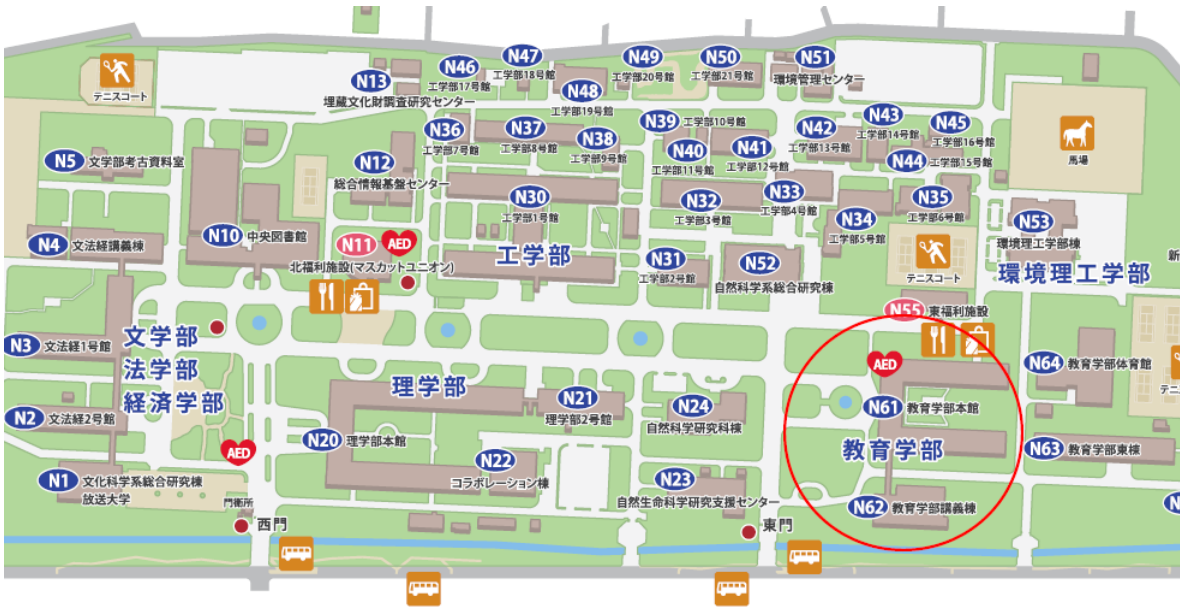 N47
N49
N50
N51
N46
工学部18号館
工学部20号館
工学部21号館
N13
工学部17号館
環境管理センター
N48
テニスコート
埋蔵文化財調査研究センター
工学部19号館
N43
N36
N37
N38
N39
工学部10号館
N42
工学部14号館
N45
工学部7号館
工学部8号館
工学部9号館
N40
N41
工学部13号館
工学部16号館
N5
文学部考古資料室
N12
工学部11号館
工学部12号館
N44
工学部15号館
馬場
総合情報基盤センター
N30
N32
N33
N35
工学部1号館
工学部3号館
工学部4号館
N34
工学部6号館
N53
N4
文法経講義棟
N10
中央図書館
N11
AED
工学部5号館
環境理工学部棟
北福利施設(マスカットユニオン)
工学部
N31
N52
テニスコート
新
工学部2号館
自然科学系総合研究棟
環境理工学部
N55
東福利施設
文学部
法学部
経済学部
N3
文法経1号館
AED
N64
教育学部体育館
理学部
テニ
N21
N24
N61
教育学部本館
N2
文法経2号館
理学部2号館
自然科学研究科棟
N20
理学部本館
教育学部
N63
教育学部東棟
AED
N22
N1
文化科学系総合研究棟
放送大学
コラボレーション棟
N23
自然生命科学研究支援センター
N62
教育学部講義棟
N
門衛所
西門
東門